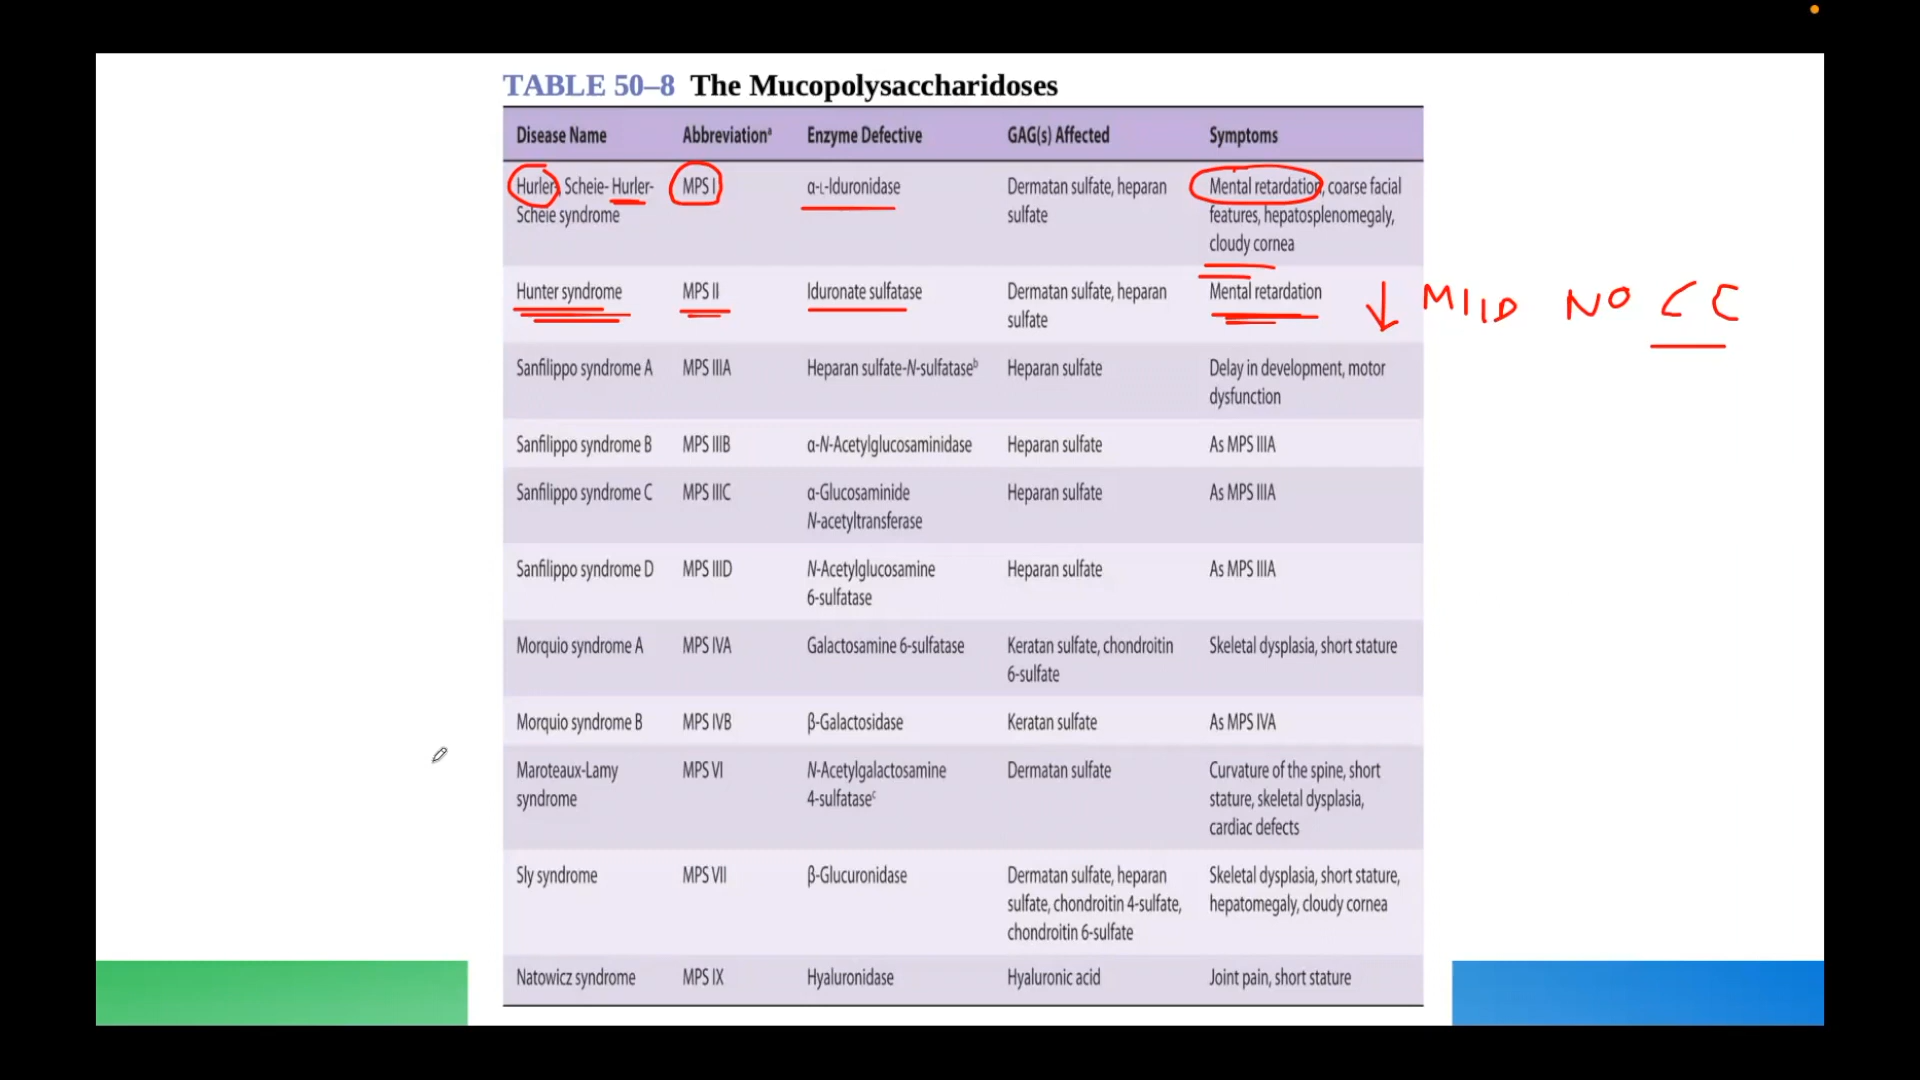 TABLE 50–8 The Mucopolysaccharidoses
Disease Name Abbreviationᵃ Enzyme Defective GAG(s) Affected Symptoms
Hurler-, Scheie- Hurler- MPS I α-L-Iduronidase Dermatan sulfate, heparan Mental retardation, coarse facial
Scheie syndrome sulfate features, hepatosplenomegaly,
cloudy cornea
Hunter syndrome MPS II Iduronate sulfatase Dermatan sulfate, heparan Mental retardation ↓ MIID NO CC
sulfate
Sanfilippo syndrome A MPS IIIA Heparan sulfate-N-sulfataseᵇ Heparan sulfate Delay in development, motor
dysfunction
Sanfilippo syndrome B MPS IIIB α-N-Acetylglucosaminidase Heparan sulfate As MPS IIIA
Sanfilippo syndrome C MPS IIIC α-Glucosaminide Heparan sulfate As MPS IIIA
N-acetyltransferase
Sanfilippo syndrome D MPS IIID N-Acetylglucosamine Heparan sulfate As MPS IIIA
6-sulfatase
Morquio syndrome A MPS IVA Galactosamine 6-sulfatase Keratan sulfate, chondroitin Skeletal dysplasia, short stature
6-sulfate
Morquio syndrome B MPS IVB β-Galactosidase Keratan sulfate As MPS IVA
Maroteaux-Lamy MPS VI N-Acetylgalactosamine Dermatan sulfate Curvature of the spine, short
syndrome 4-sulfataseᶜ stature, skeletal dysplasia,
cardiac defects
Sly syndrome MPS VII β-Glucuronidase Dermatan sulfate, heparan Skeletal dysplasia, short stature,
sulfate, chondroitin 4-sulfate, hepatomegaly, cloudy cornea
chondroitin 6-sulfate
Natowicz syndrome MPS IX Hyaluronidase Hyaluronic acid Joint pain, short stature